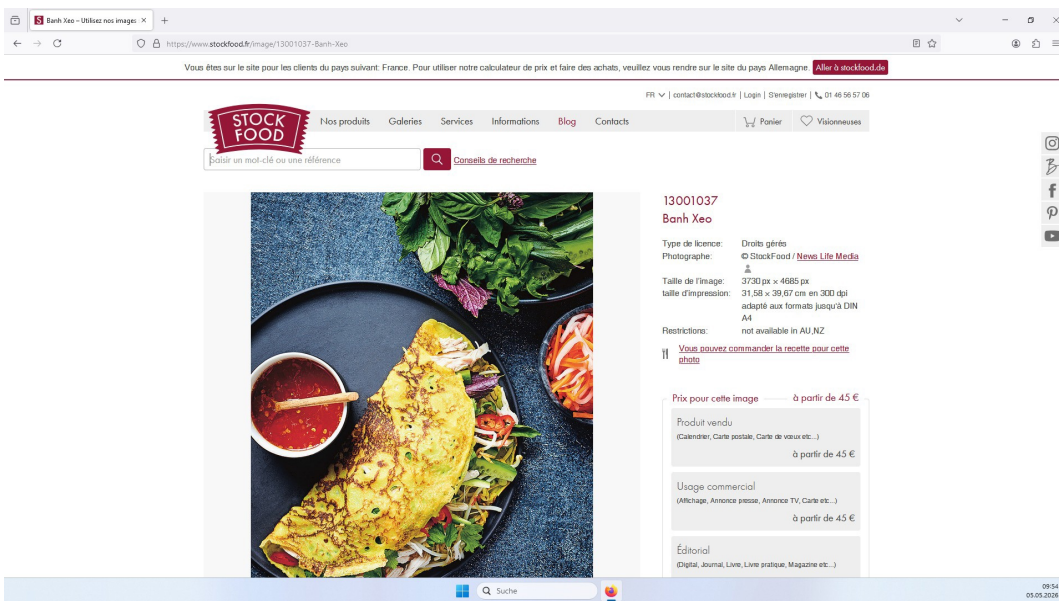 Banh Xeo – Utilisez nos images
https://www.stockfood.fr/image/13001037-Banh-Xeo
Vous êtes sur le site pour les clients du pays suivant: France. Pour utiliser notre calculateur de prix et faire des achats, veuillez vous rendre sur le site du pays Allemagne. Aller à stockfood.de
FR | contact@stockfood.fr | Login | S'enregistrer | 01 46 56 57 06
STOCK
FOOD
Nos produits Galeries Services Informations Blog Contacts Panier Visionneuses
Saisir un mot-clé ou une référence Conseils de recherche
13001037
Banh Xeo
Type de licence: Droits gérés
Photographe: © StockFood / News Life Media
Taille de l'image: 3730 px × 4685 px
taille d'impression: 31,58 × 39,67 cm en 300 dpi
adapté aux formats jusqu'à DIN
A4
Restrictions: not available in AU,NZ
Vous pouvez commander la recette pour cette
photo
Prix pour cette image à partir de 45 €
Produit vendu
(Calendrier, Carte postale, Carte de vœux etc...)
à partir de 45 €
Usage commercial
(Affichage, Annonce presse, Annonce TV, Carte etc...)
à partir de 45 €
Éditorial
(Digital, Journal, Livre, Livre pratique, Magazine etc...)
Suche
09:54
05.05.2026